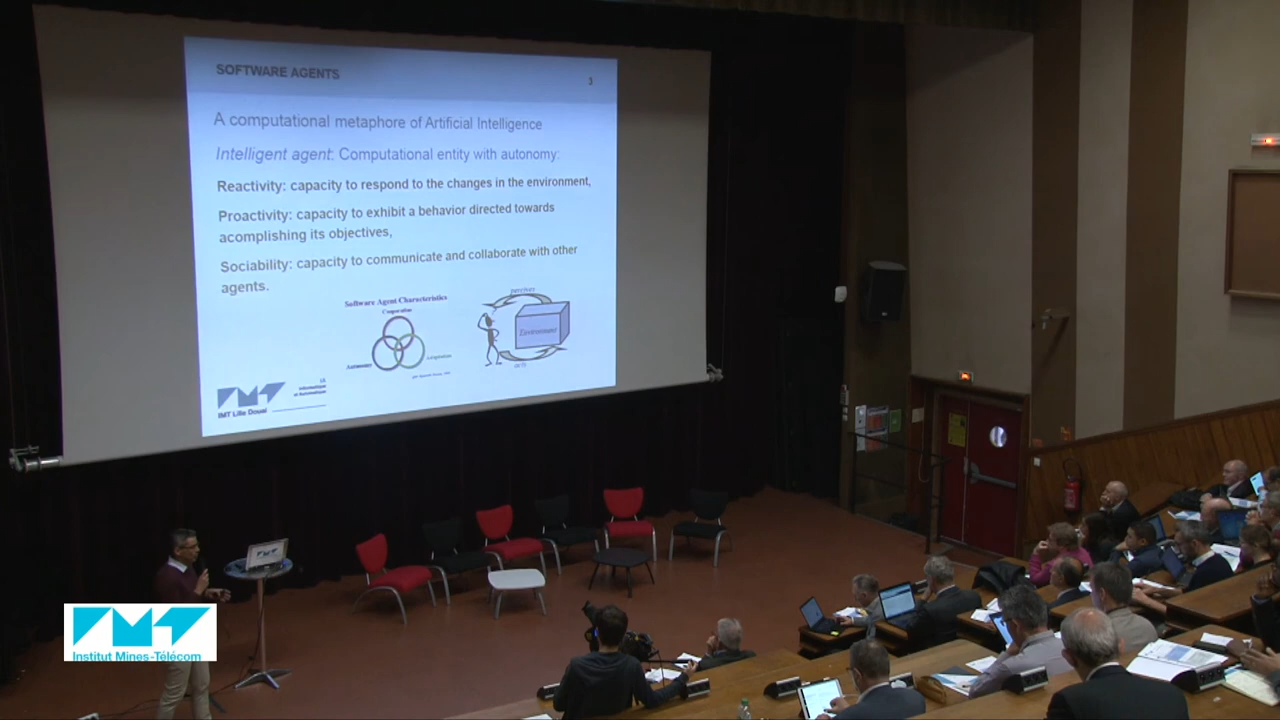 SOFTWARE AGENTS
3
A computational metaphore of Artificial Intelligence
Intelligent agent: Computational entity with autonomy:
Reactivity: capacity to respond to the changes in the environment,
Proactivity: capacity to exhibit a behavior directed towards
acomplishing its objectives,
Sociability: capacity to communicate and collaborate with other
agents.
Software Agent Characteristics
Cooperation
Autonomy
percives
Environment
acts
IMT Lille Douai
Institut Mines-Télécom